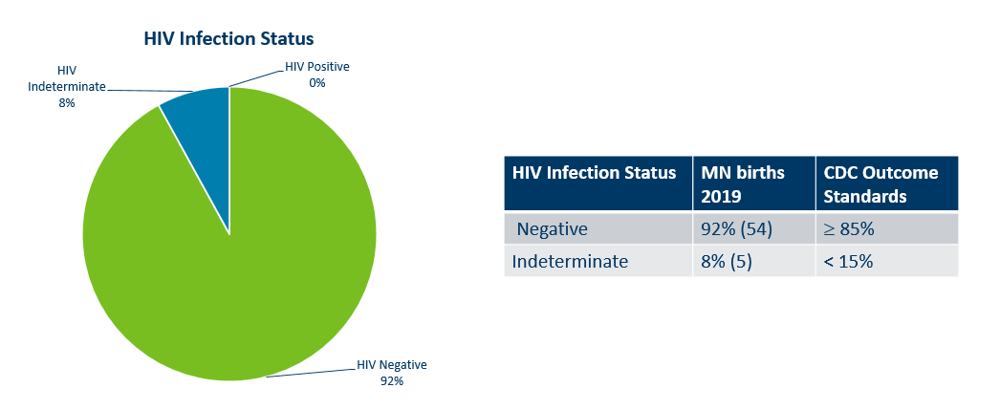 HIV Infection Status
HIV Positive
0%
HIV
Indeterminate
8%
HIV Negative
92%
HIV Infection Status MN births 2019 CDC Outcome Standards
Negative 92% (54) ≥ 85%
Indeterminate 8% (5) < 15%